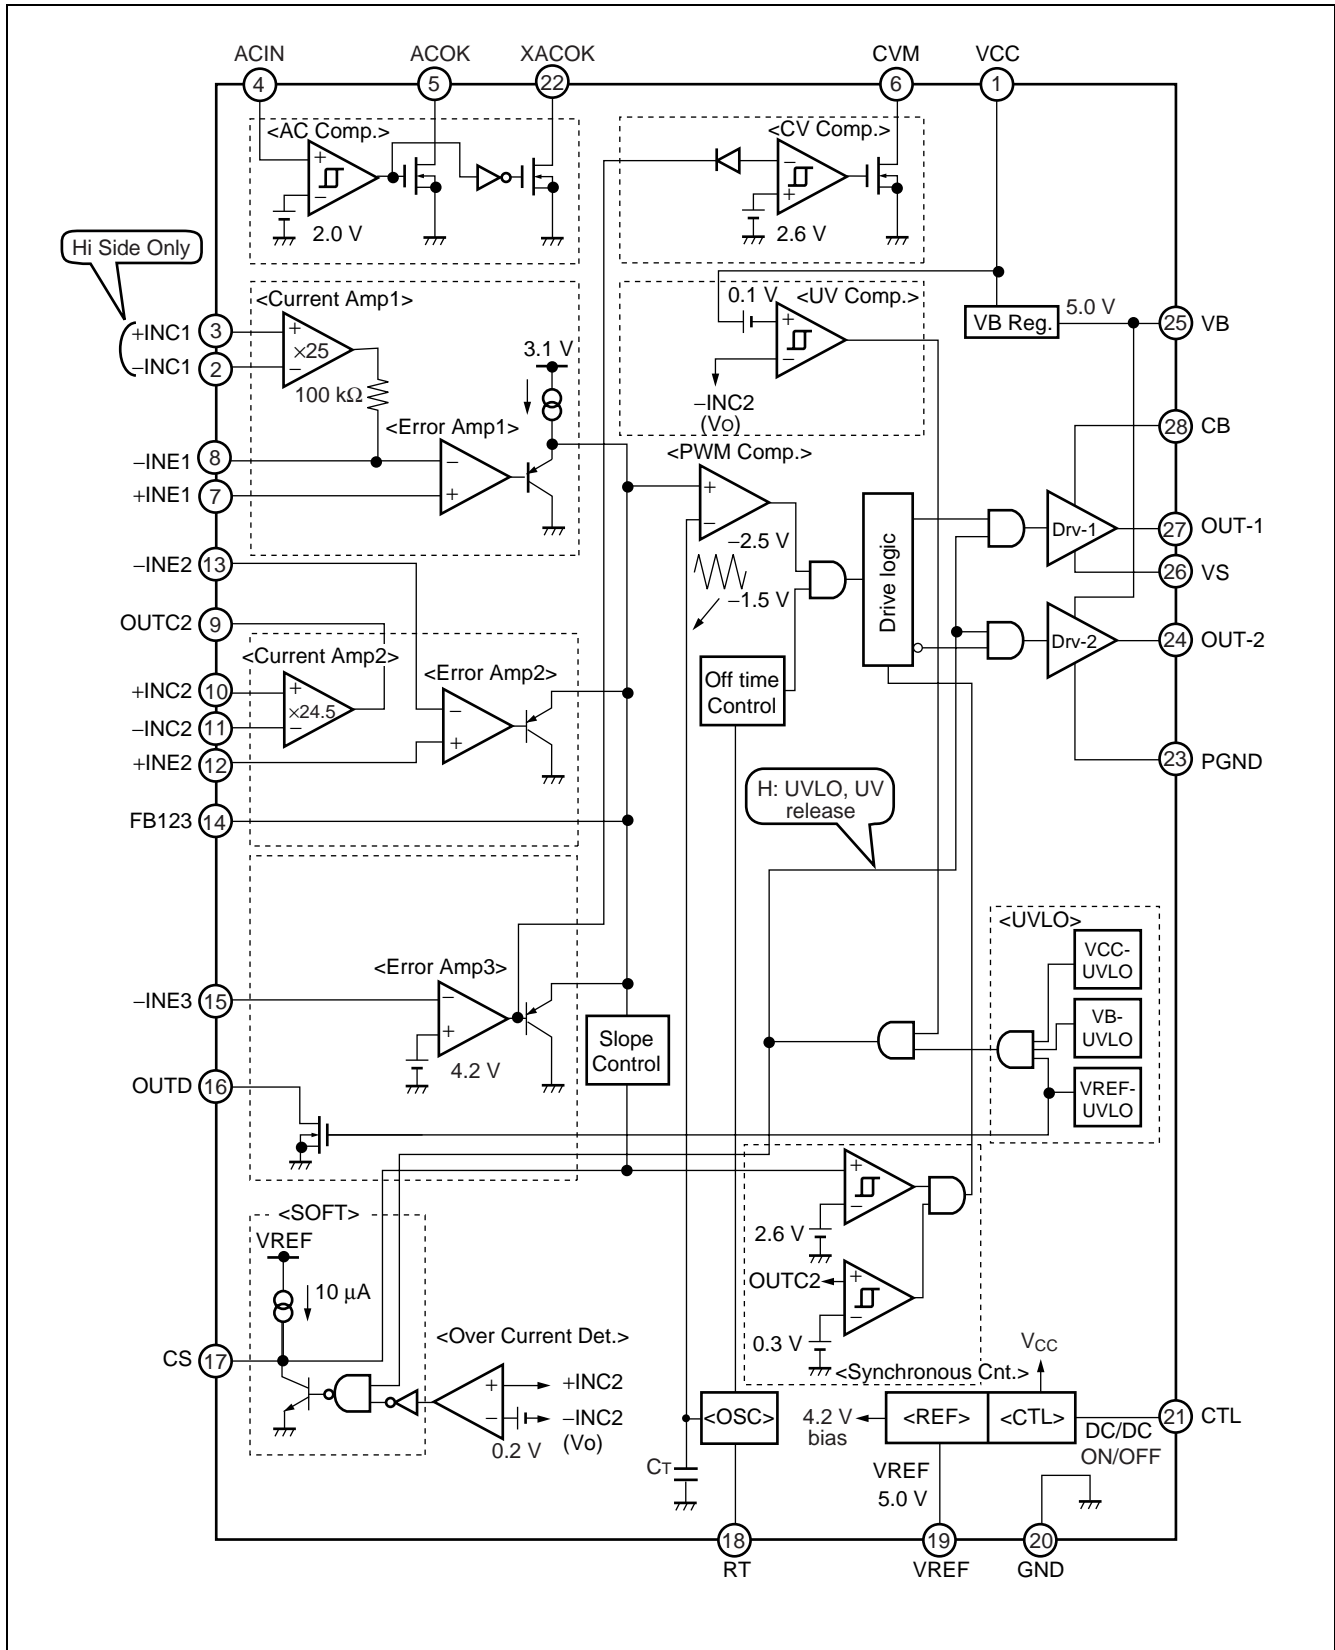 ACIN
ACOK
XACOK
CVM
VCC
4
5
22
6
1
<AC Comp.>
<CV Comp.>
+
−
−
+
2.0 V
2.6 V
Hi Side Only
<Current Amp1>
0.1 V
<UV Comp.>
+INC1
3
+
×25
−
−INC1
2
100 kΩ
3.1 V
+
−
−INC2
(VO)
VB Reg.
5.0 V
25
VB
<Error Amp1>
−INE1
8
−
+INE1
7
+
<PWM Comp.>
+
−
−2.5 V
−1.5 V
Drive logic
28
CB
Drv-1
27
OUT-1
26
VS
−INE2
13
OUTC2
9
Drv-2
24
OUT-2
<Current Amp2>
<Error Amp2>
+INC2
10
+
×24.5
−
−INC2
11
−
+
+INE2
12
Off time
Control
23
PGND
FB123
14
H: UVLO, UV
release
<UVLO>
VCC-
UVLO
VB-
UVLO
VREF-
UVLO
<Error Amp3>
−INE3
15
−
+
4.2 V
Slope
Control
OUTD
16
+
−
2.6 V
OUTC2
+
−
0.3 V
<Synchronous Cnt.>
<SOFT>
VREF
10 µA
CS
17
<Over Current Det.>
+
+INC2
−
−INC2
(Vo)
0.2 V
VCC
<OSC>
4.2 V
bias
<REF>
<CTL>
21
CTL
DC/DC
ON/OFF
CT
VREF
5.0 V
18
19
20
RT
VREF
GND